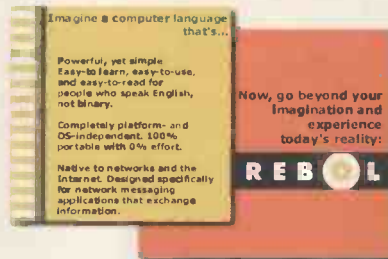 Imagine a computer language
that's...
Powerful, yet simple
Easy-to learn, easy-to-use,
and easy-to-read for
people who speak English,
not binary.
Completely platform- and
OS-independent. 100%
portable with 0% effort.
Native to networks and the
Internet. Designed specifically
for network messaging
applications that exchange
information.
Now, go beyond your
imagination and
experience
today's reality:
REBOL